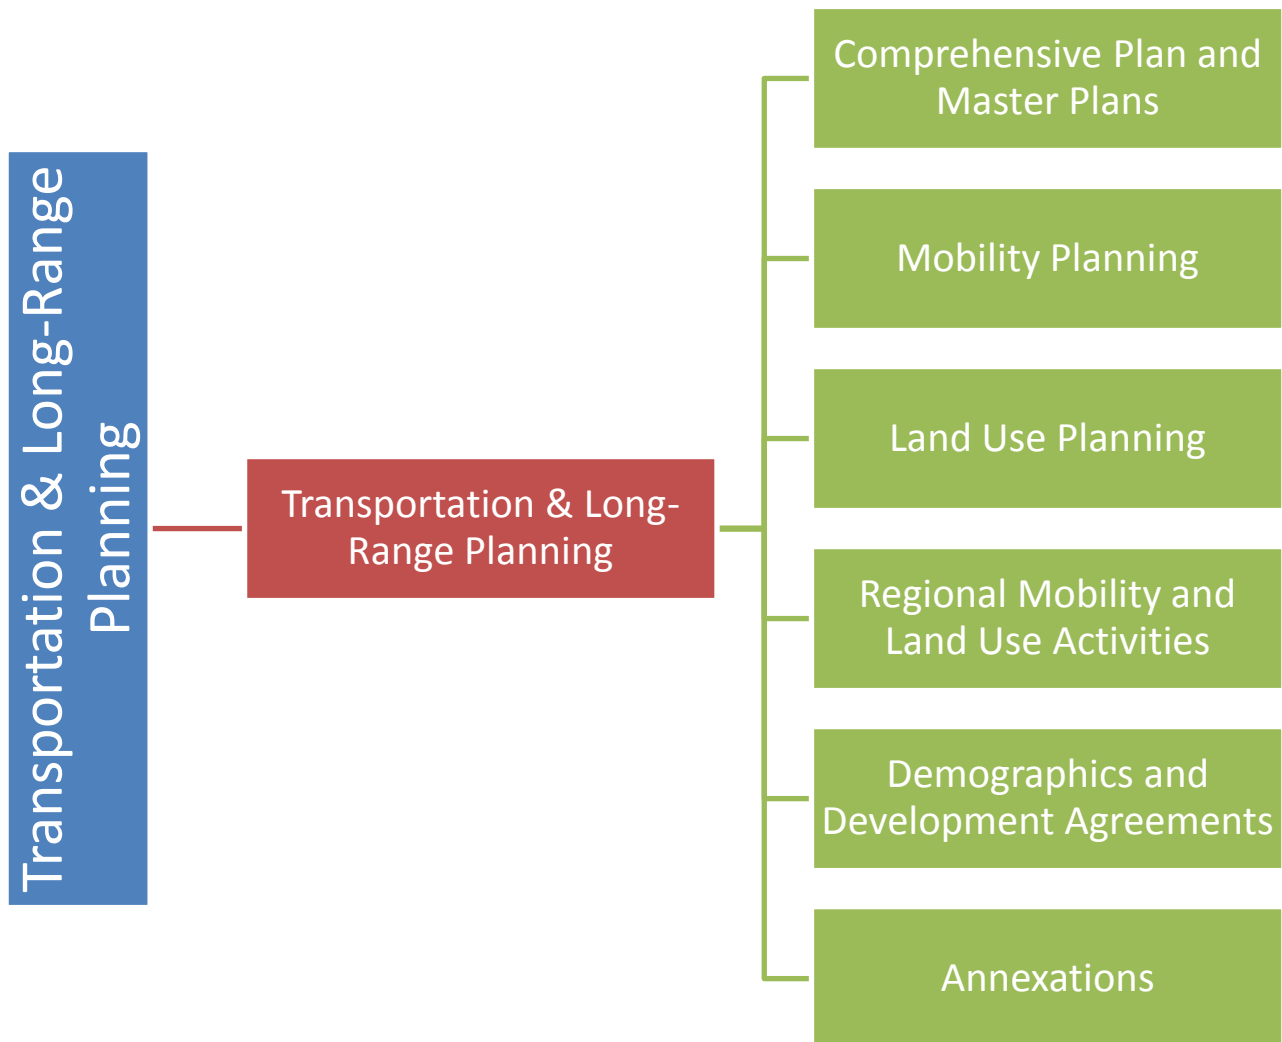 Transportation & Long-Range
Planning
Transportation & Long-
Range Planning
Comprehensive Plan and
Master Plans
Mobility Planning
Land Use Planning
Regional Mobility and
Land Use Activities
Demographics and
Development Agreements
Annexations